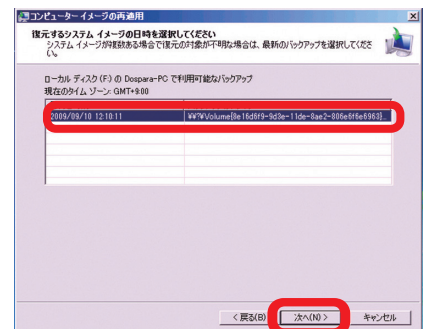 コンピューター イメージの再適用
復元するシステム イメージの日時を選択してください
システム イメージが複数ある場合で復元の対象が不明な場合は、最新のバックアップを選択してくださ
い。
ローカル ディスク (F:) の Dospara-PC で利用可能なバックアップ
現在のタイム ゾーン: GMT+9:00
2009/09/10 12:10:11
¥¥?¥Volume{8e16d6f9-9d3e-11de-8ae2-806e6f6e6963}...
< 戻る(B)
次へ(N) >
キャンセル